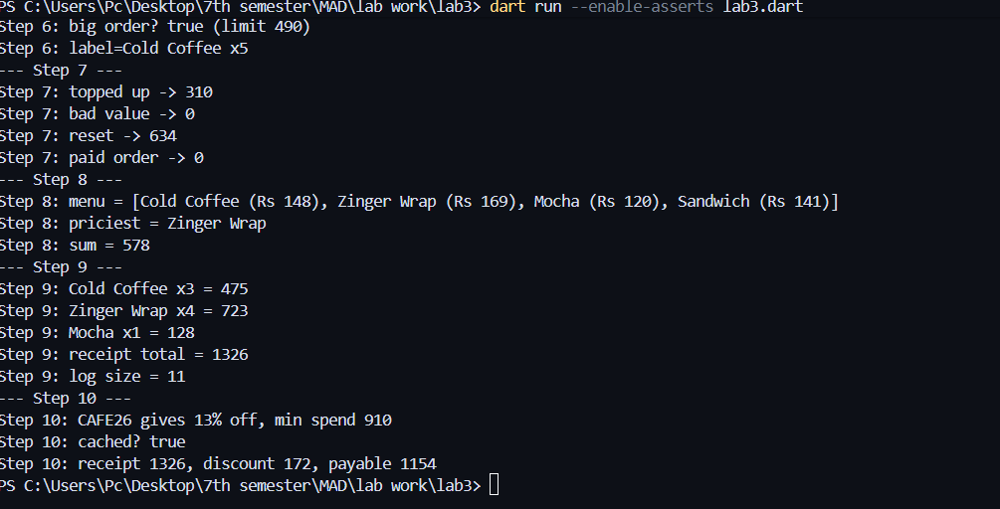 PS C:\Users\Pc\Desktop\7th semester\MAD\lab work\lab3> dart run --enable-asserts lab3.dart
Step 6: big order? true (limit 490)
Step 6: label=Cold Coffee x5
--- Step 7 ---
Step 7: topped up -> 310
Step 7: bad value -> 0
Step 7: reset -> 634
Step 7: paid order -> 0
--- Step 8 ---
Step 8: menu = [Cold Coffee (Rs 148), Zinger Wrap (Rs 169), Mocha (Rs 120), Sandwich (Rs 141)]
Step 8: priciest = Zinger Wrap
Step 8: sum = 578
--- Step 9 ---
Step 9: Cold Coffee x3 = 475
Step 9: Zinger Wrap x4 = 723
Step 9: Mocha x1 = 128
Step 9: receipt total = 1326
Step 9: log size = 11
--- Step 10 ---
Step 10: CAFE26 gives 13% off, min spend 910
Step 10: cached? true
Step 10: receipt 1326, discount 172, payable 1154
PS C:\Users\Pc\Desktop\7th semester\MAD\lab work\lab3>